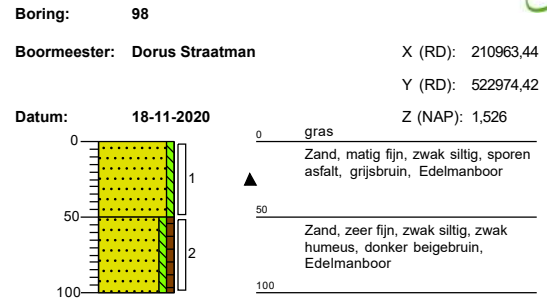 Boring: 98
Boormeester: Dorus Straatman X (RD): 210963,44
Y (RD): 522974,42
Datum: 18-11-2020 Z (NAP): 1,526
0 0 gras
1 Zand, matig fijn, zwak siltig, sporen
asfalt, grijsbruin, Edelmanboor
50 50
2 Zand, zeer fijn, zwak siltig, zwak
humeus, donker beigebruin,
Edelmanboor
100 100